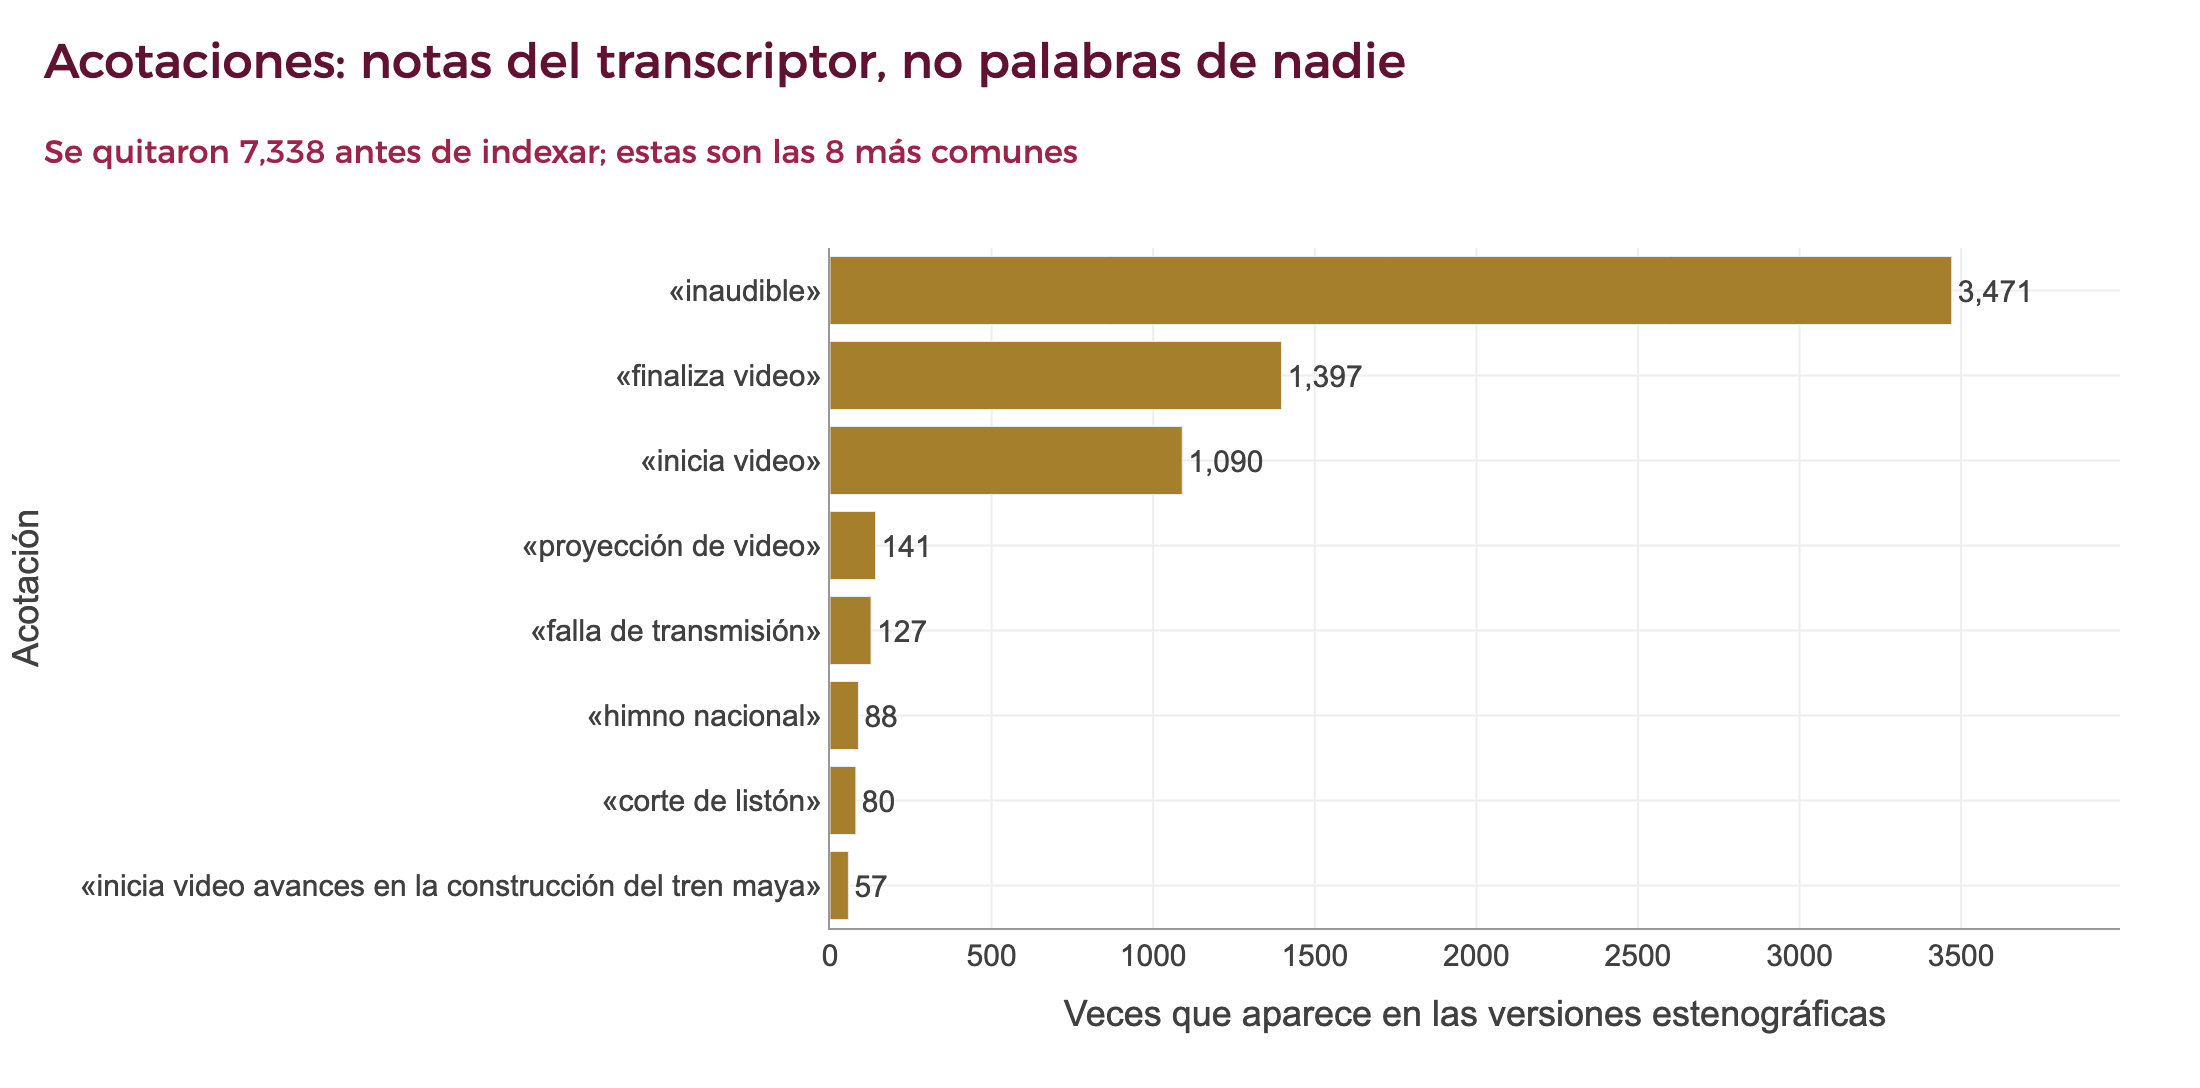 Acotaciones: notas del transcriptor, no palabras de nadie
Se quitaron 7,338 antes de indexar; estas son las 8 más comunes
Acotación
«inaudible» 3,471
«finaliza video» 1,397
«inicia video» 1,090
«proyección de video» 141
«falla de transmisión» 127
«himno nacional» 88
«corte de listón» 80
«inicia video avances en la construcción del tren maya» 57
0 500 1000 1500 2000 2500 3000 3500
Veces que aparece en las versiones estenográficas